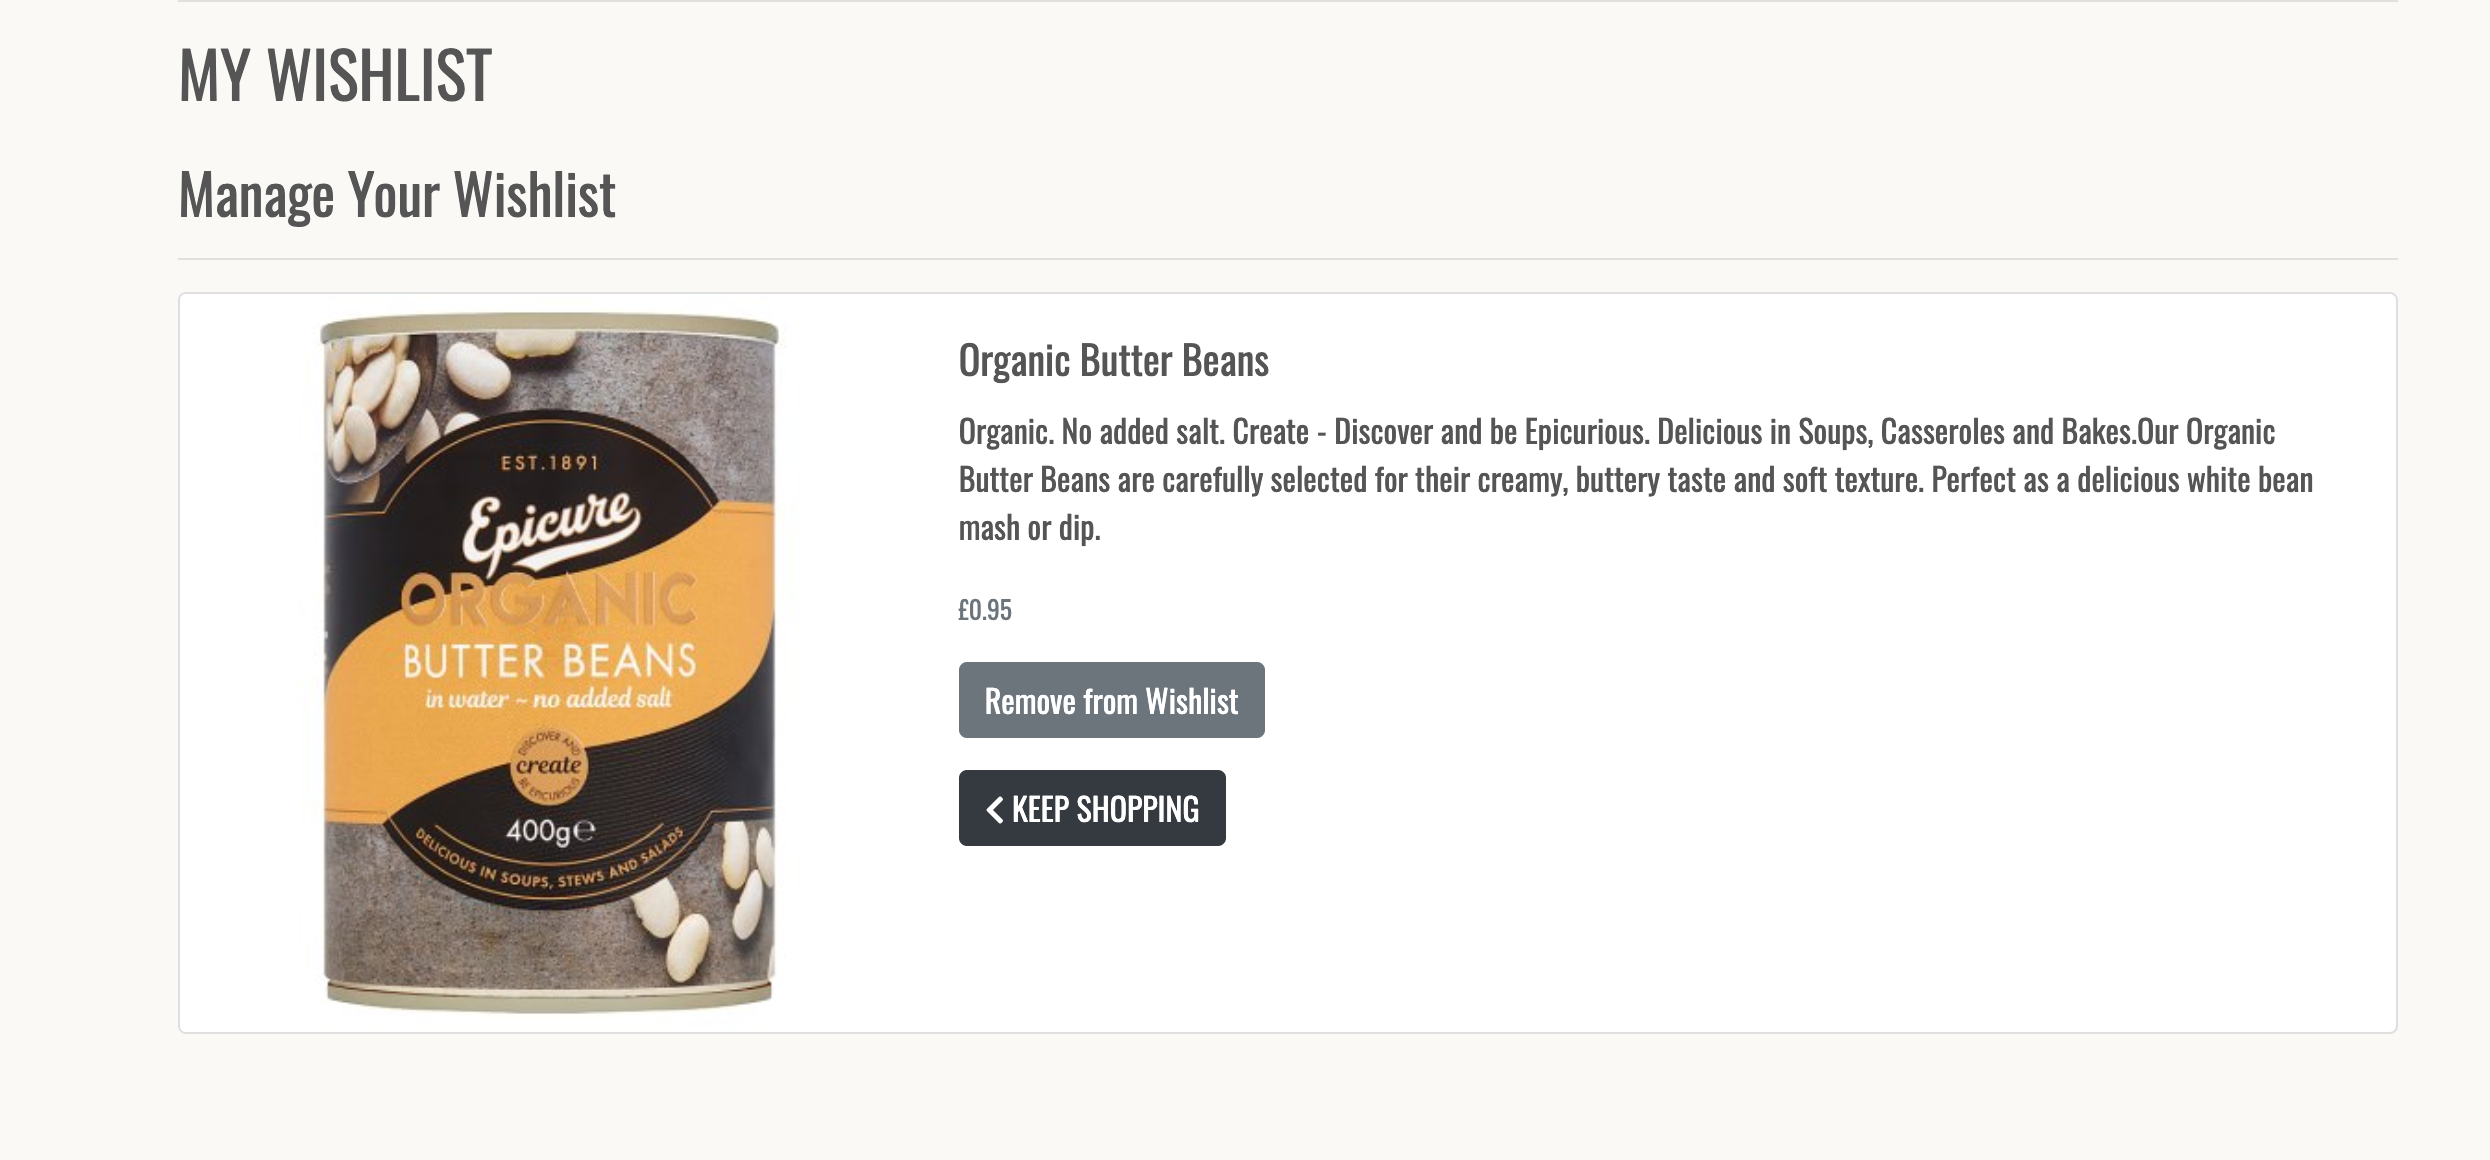 MY WISHLIST
Manage Your Wishlist
EST.1891
Epicure
ORGANIC
BUTTER BEANS
in water ~ no added salt
DISCOVER AND
create
BE EPICURIOUS
400g℮
DELICIOUS IN SOUPS, STEWS AND SALADS
Organic Butter Beans
Organic. No added salt. Create - Discover and be Epicurious. Delicious in Soups, Casseroles and Bakes.Our Organic
Butter Beans are carefully selected for their creamy, buttery taste and soft texture. Perfect as a delicious white bean
mash or dip.
£0.95
Remove from Wishlist
KEEP SHOPPING